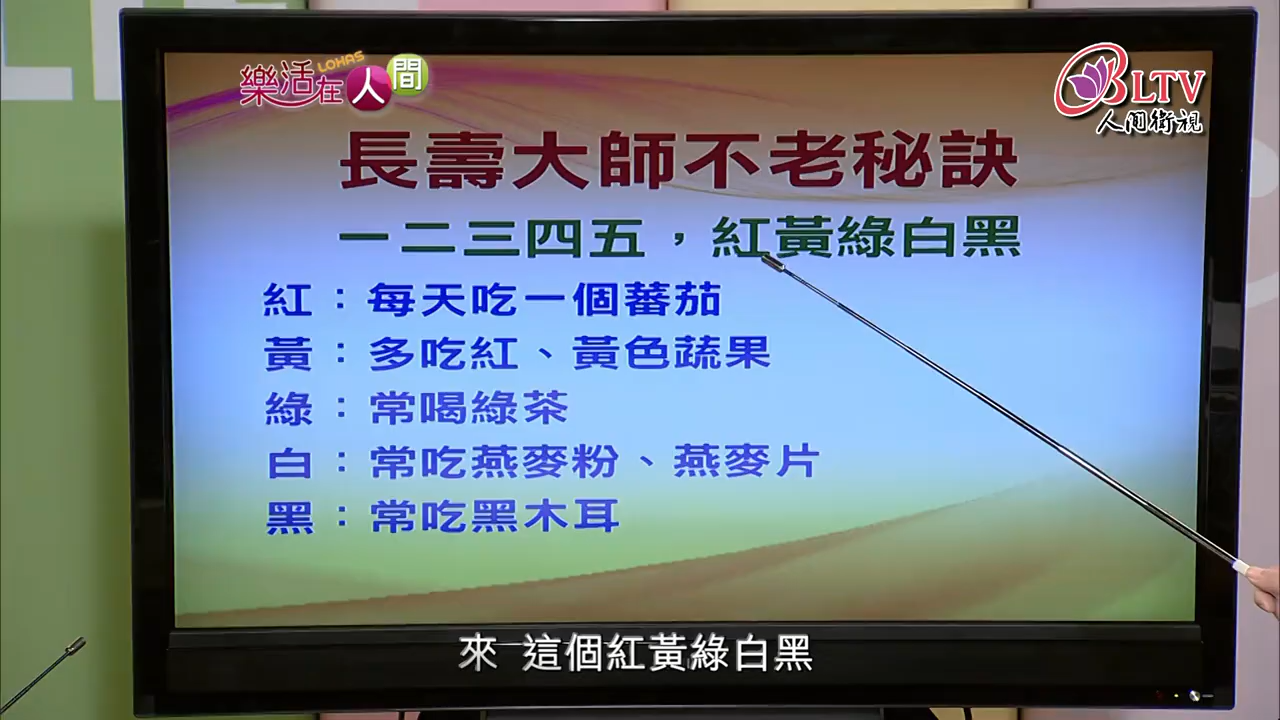 樂活在人間
LOHAS
BLTV
人間衛視
長壽大師不老秘訣
一二三四五，紅黃綠白黑
紅：每天吃一個蕃茄
黃：多吃紅、黃色蔬果
綠：常喝綠茶
白：常吃燕麥粉、燕麥片
黑：常吃黑木耳
來 這個紅黃綠白黑